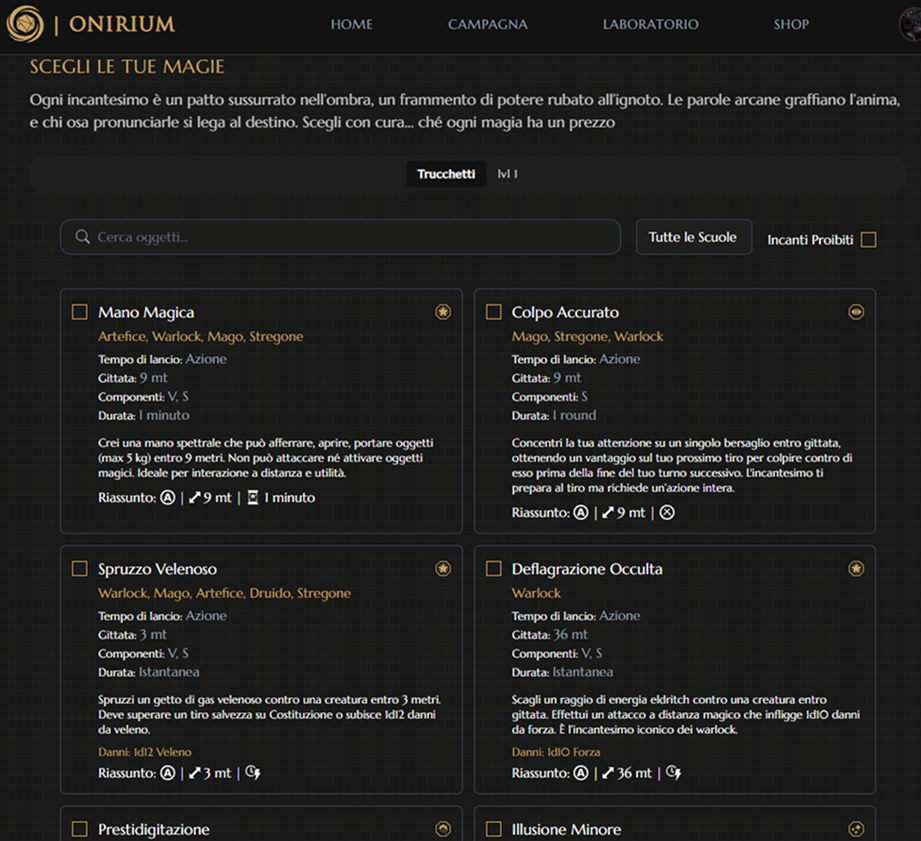 | ONIRIUM
HOME
CAMPAGNA
LABORATORIO
SHOP
SCEGLI LE TUE MAGIE
Ogni incantesimo è un patto sussurrato nell'ombra, un frammento di potere rubato all'ignoto. Le parole arcane graffiano l'anima,
e chi osa pronunciarle si lega al destino. Scegli con cura... ché ogni magia ha un prezzo
Trucchetti
lvl 1
Cerca oggetti...
Tutte le Scuole
Incanti Proibiti
Mano Magica
Artefice, Warlock, Mago, Stregone
Tempo di lancio: Azione
Gittata: 9 mt
Componenti: V, S
Durata: 1 minuto
Crei una mano spettrale che può afferrare, aprire, portare oggetti
(max 5 kg) entro 9 metri. Non può attaccare né attivare oggetti
magici. Ideale per interazione a distanza e utilità.
Riassunto: A | 9 mt | 1 minuto
Colpo Accurato
Mago, Stregone, Warlock
Tempo di lancio: Azione
Gittata: 9 mt
Componenti: S
Durata: 1 round
Concentri la tua attenzione su un singolo bersaglio entro gittata,
ottenendo un vantaggio sul tuo prossimo tiro per colpire contro di
esso prima della fine del tuo turno successivo. L'incantesimo ti
prepara al tiro ma richiede un'azione intera.
Riassunto: A | 9 mt |
Spruzzo Velenoso
Warlock, Mago, Artefice, Druido, Stregone
Tempo di lancio: Azione
Gittata: 3 mt
Componenti: V, S
Durata: Istantanea
Spruzzi un getto di gas velenoso contro una creatura entro 3 metri.
Deve superare un tiro salvezza su Costituzione o subisce 1d12 danni
da veleno.
Danni: 1d12 Veleno
Riassunto: A | 3 mt |
Deflagrazione Occulta
Warlock
Tempo di lancio: Azione
Gittata: 36 mt
Componenti: V, S
Durata: Istantanea
Scagli un raggio di energia eldritch contro una creatura entro
gittata. Effettui un attacco a distanza magico che infligge 1d10 danni
da forza. È l'incantesimo iconico dei warlock.
Danni: 1d10 Forza
Riassunto: A | 36 mt |
Prestidigitazione
Illusione Minore